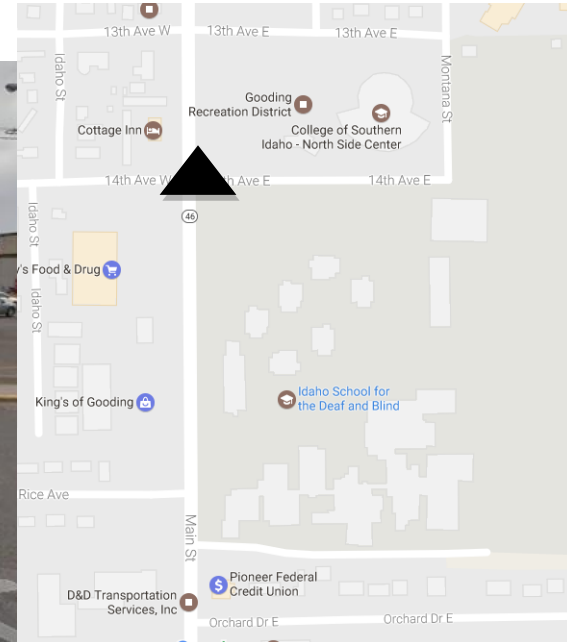 13th Ave W
13th Ave E
13th Ave E
Idaho St
Montana St
Gooding
Recreation District
Cottage Inn
College of Southern
Idaho - North Side Center
14th Ave W
th Ave E
14th Ave E
46
Idaho St
's Food & Drug
Idaho St
King's of Gooding
Idaho School for
the Deaf and Blind
Rice Ave
Main St
Pioneer Federal
Credit Union
D&D Transportation
Services, Inc
Orchard Dr E
Orchard Dr E